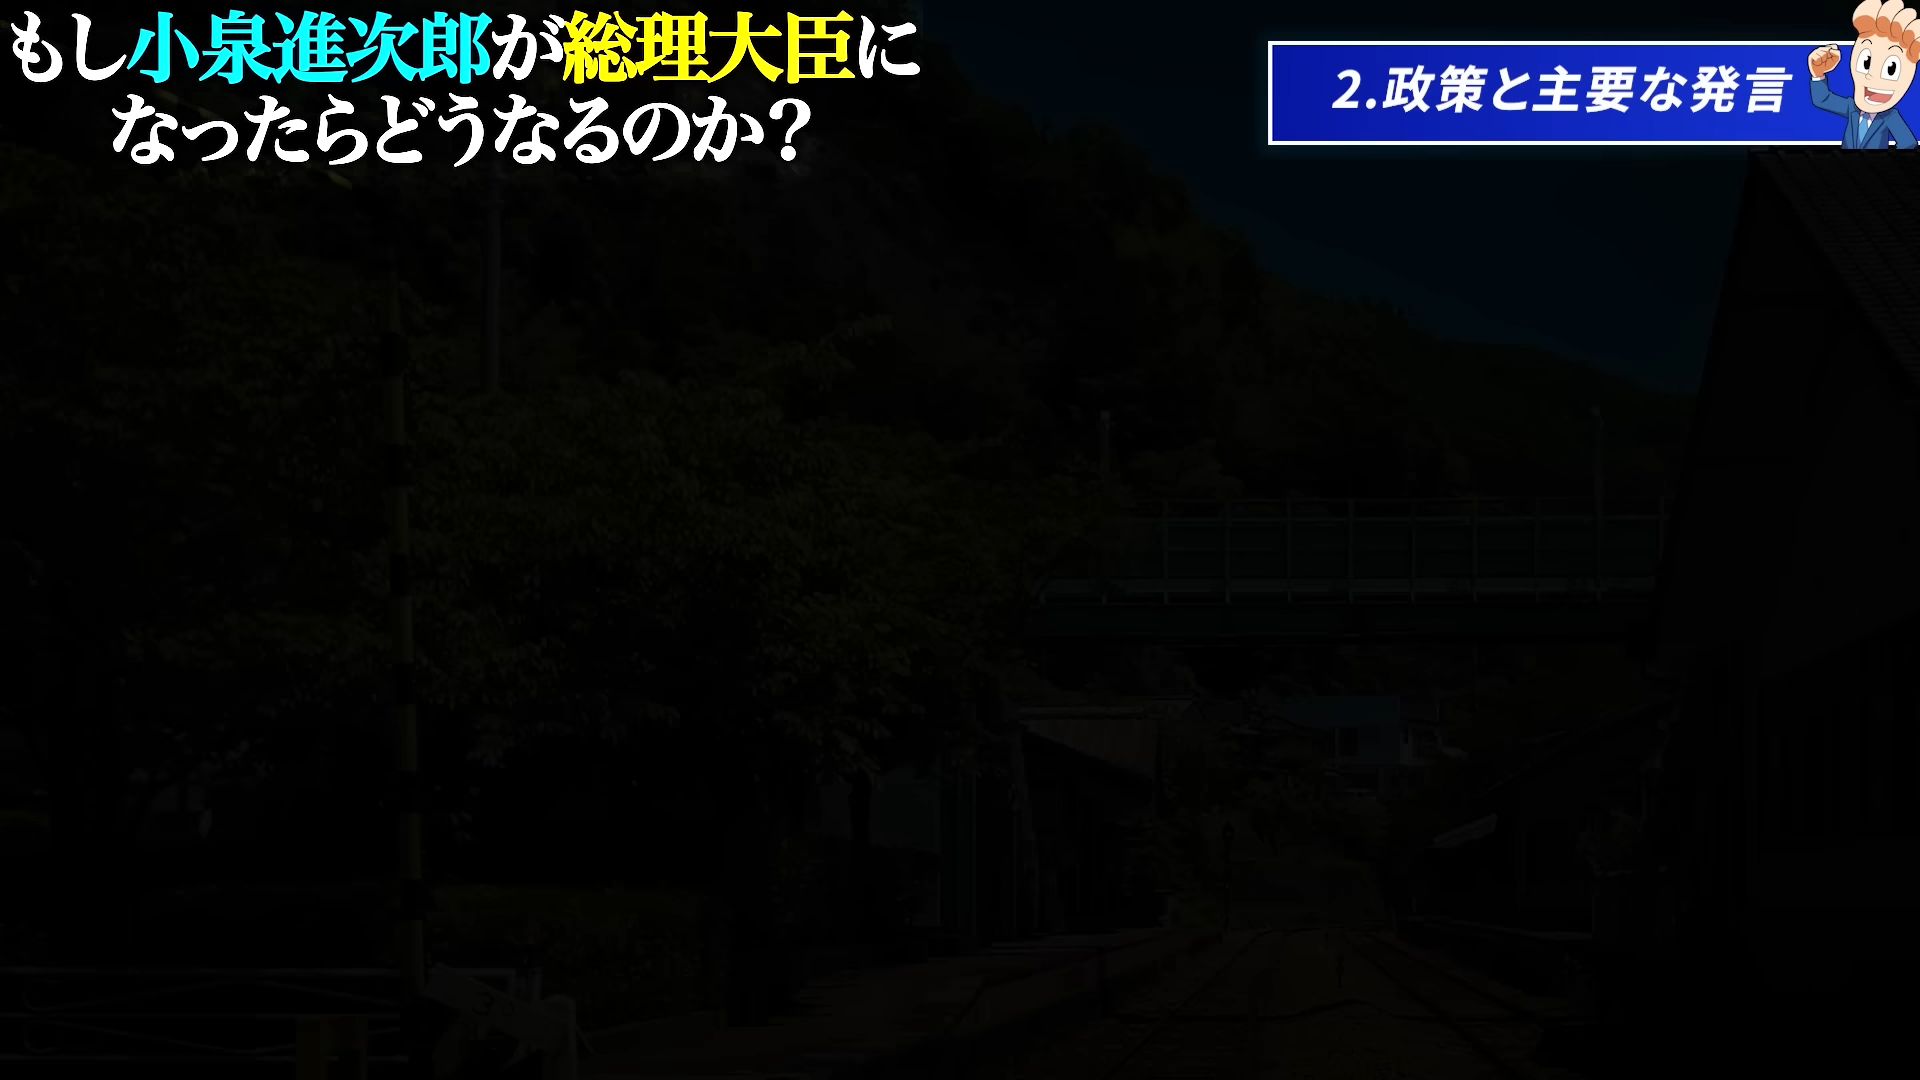 もし小泉進次郎が総理大臣に
なったらどうなるのか？
2.政策と主要な発言